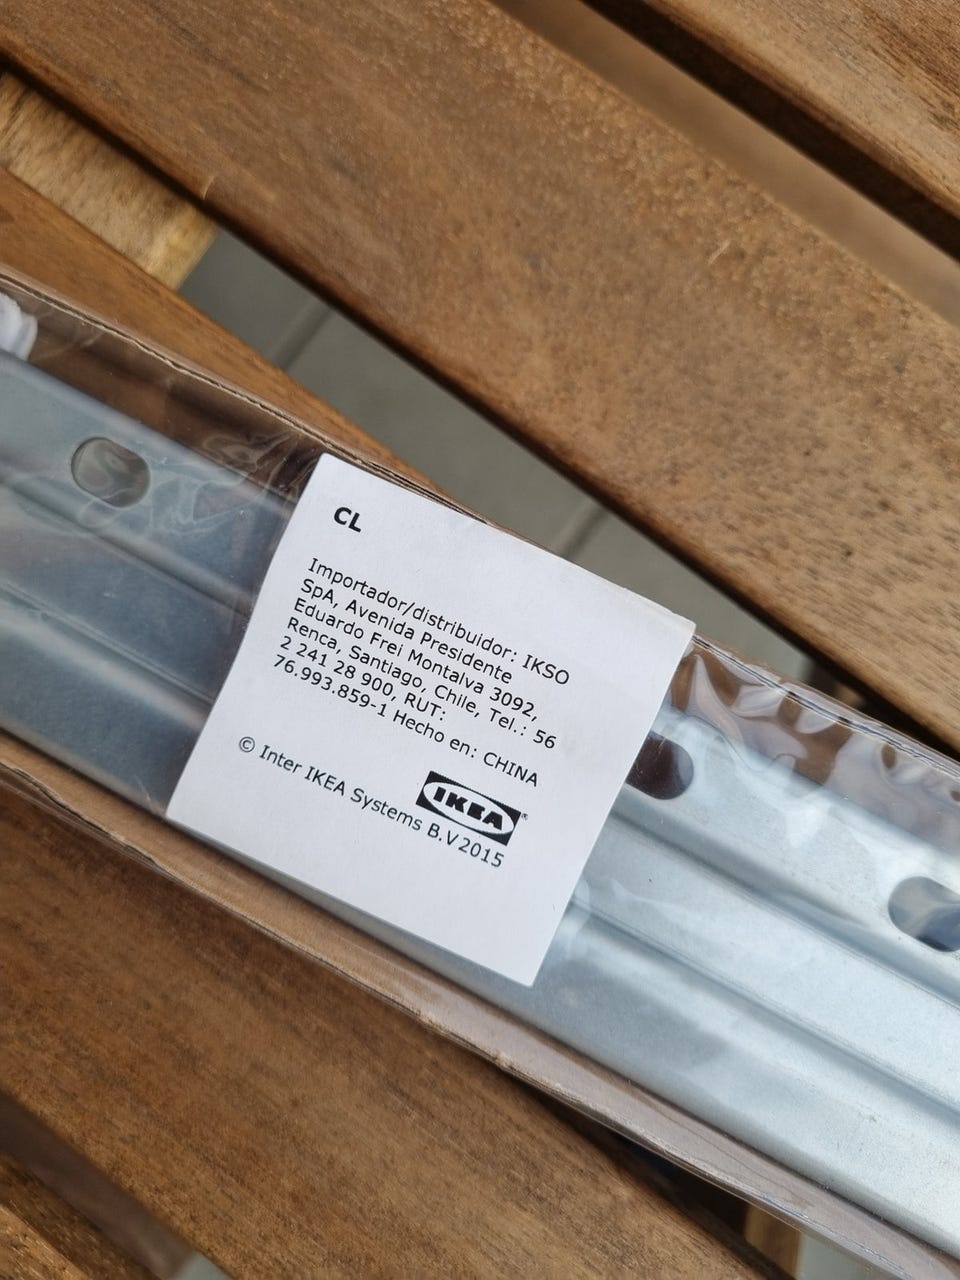 CL
Importador/distribuidor: IKSO
SpA, Avenida Presidente
Eduardo Frei Montalva 3092,
Renca, Santiago, Chile, Tel.: 56
2 241 28 900, RUT:
76.993.859-1 Hecho en: CHINA
IKEA®
© Inter IKEA Systems B.V 2015